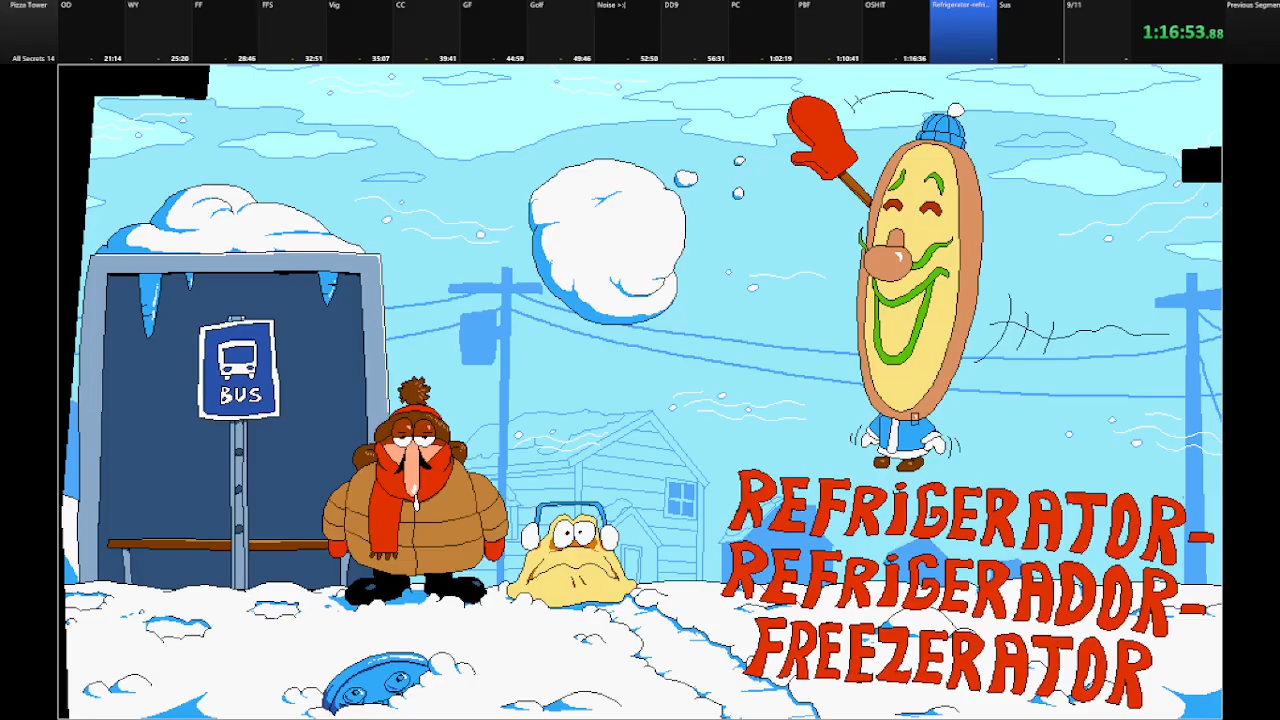 Pizza Tower OD WY FF FFS Vig CC GF Golf Noise >:( DD9 PC PBF OSHIT Refrigerator-refri... Sus 9/11 Previous Segmen
1:16:53.88
All Secrets 14 - 21:14 - 25:20 - 28:46 - 32:51 - 35:07 - 39:41 - 44:59 - 49:46 - 52:50 - 56:31 - 1:02:19 - 1:10:41 - 1:16:36 - - -
BUS
REFRIGERATOR-
REFRIGERADOR-
FREEZERATOR